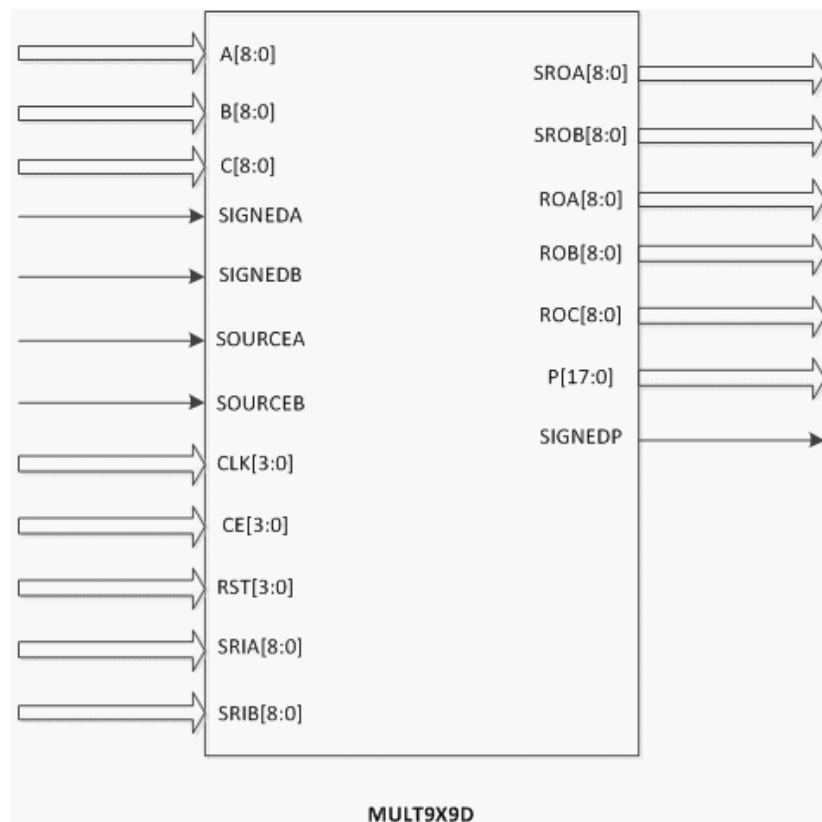 A[8:0]
B[8:0]
C[8:0]
SIGNEDA
SIGNEDB
SOURCEA
SOURCEB
CLK[3:0]
CE[3:0]
RST[3:0]
SRIA[8:0]
SRIB[8:0]
SROA[8:0]
SROB[8:0]
ROA[8:0]
ROB[8:0]
ROC[8:0]
P[17:0]
SIGNEDP
MULT9X9D